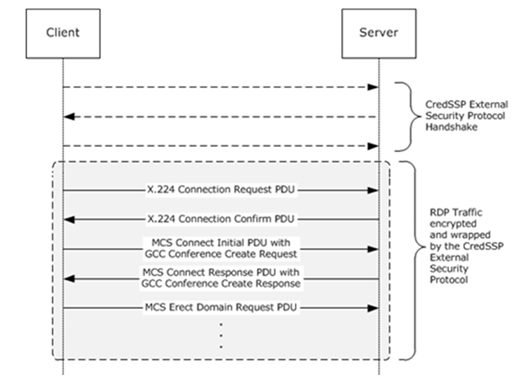 Client
Server
CredSSP External
Security Protocol
Handshake
X.224 Connection Request PDU
X.224 Connection Confirm PDU
MCS Connect Initial PDU with
GCC Conference Create Request
MCS Connect Response PDU with
GCC Conference Create Response
MCS Erect Domain Request PDU
RDP Traffic
encrypted
and wrapped
by the CredSSP
External
Security
Protocol